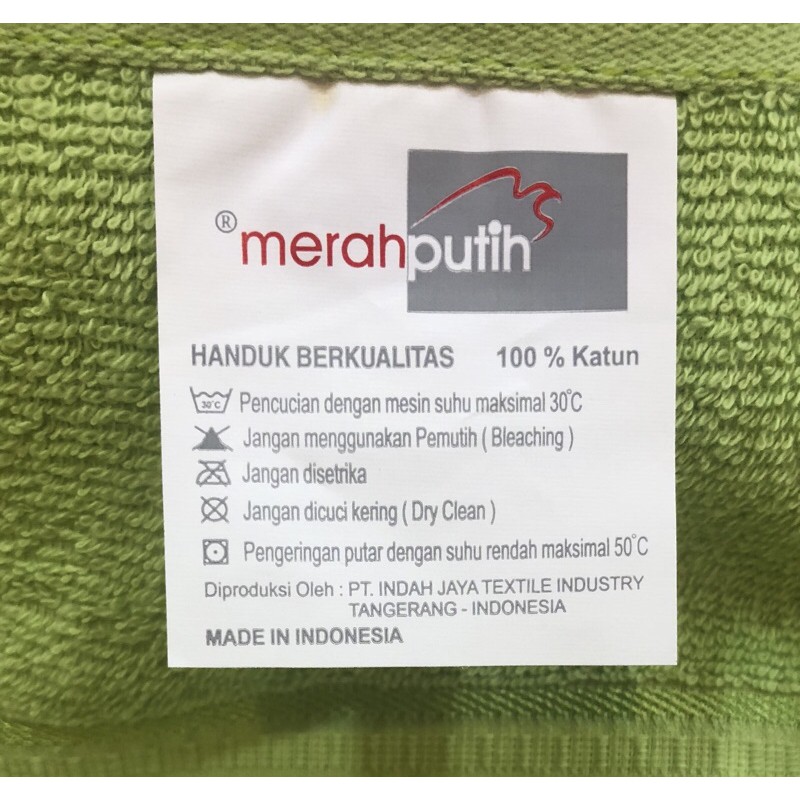 ® merahputih
HANDUK BERKUALITAS 100 % Katun
30°C Pencucian dengan mesin suhu maksimal 30°C
Jangan menggunakan Pemutih ( Bleaching )
Jangan disetrika
Jangan dicuci kering ( Dry Clean )
Pengeringan putar dengan suhu rendah maksimal 50°C
Diproduksi Oleh : PT. INDAH JAYA TEXTILE INDUSTRY
TANGERANG - INDONESIA
MADE IN INDONESIA